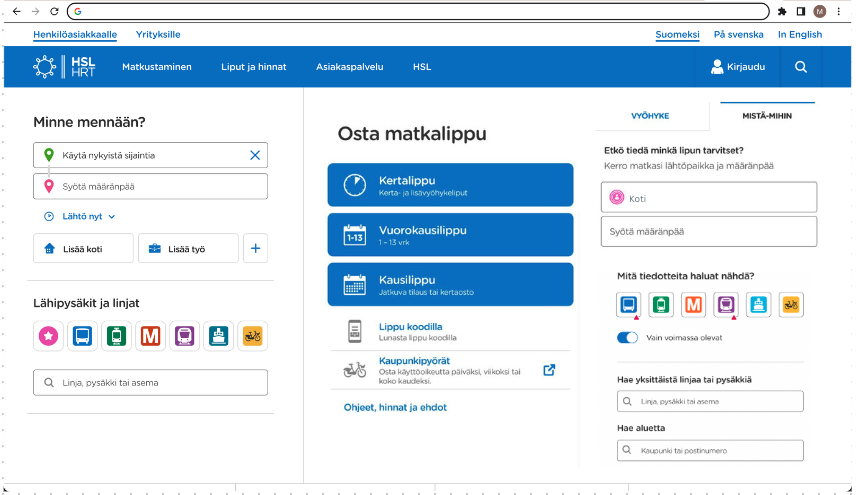 M
Henkilöasiakkaalle Yrityksille
Suomeksi På svenska In English
HSL
HRT
Matkustaminen Liput ja hinnat Asiakaspalvelu HSL
Kirjaudu
Minne mennään?
Käytä nykyistä sijaintia
Syötä määränpää
Lähtö nyt
Lisää koti
Lisää työ
Lähipysäkit ja linjat
M
Linja, pysäkki tai asema
Osta matkalippu
Kertalippu
Kerta- ja lisävyöhykeliput
1-13
Vuorokausilippu
1 – 13 vrk
Kausilippu
Jatkuva tilaus tai kertaosto
Lippu koodilla
Lunasta lippu koodilla
Kaupunkipyörät
Osta käyttöoikeutta päiväksi, viikoksi tai
koko kaudeksi.
Ohjeet, hinnat ja ehdot
VYÖHYKE MISTÄ-MIHIN
Etkö tiedä minkä lipun tarvitset?
Kerro matkasi lähtöpaikka ja määränpää
Koti
Syötä määränpää
Mitä tiedotteita haluat nähdä?
M
Vain voimassa olevat
Hae yksittäistä linjaa tai pysäkkiä
Linja, pysäkki tai asema
Hae aluetta
Kaupunki tai postinumero